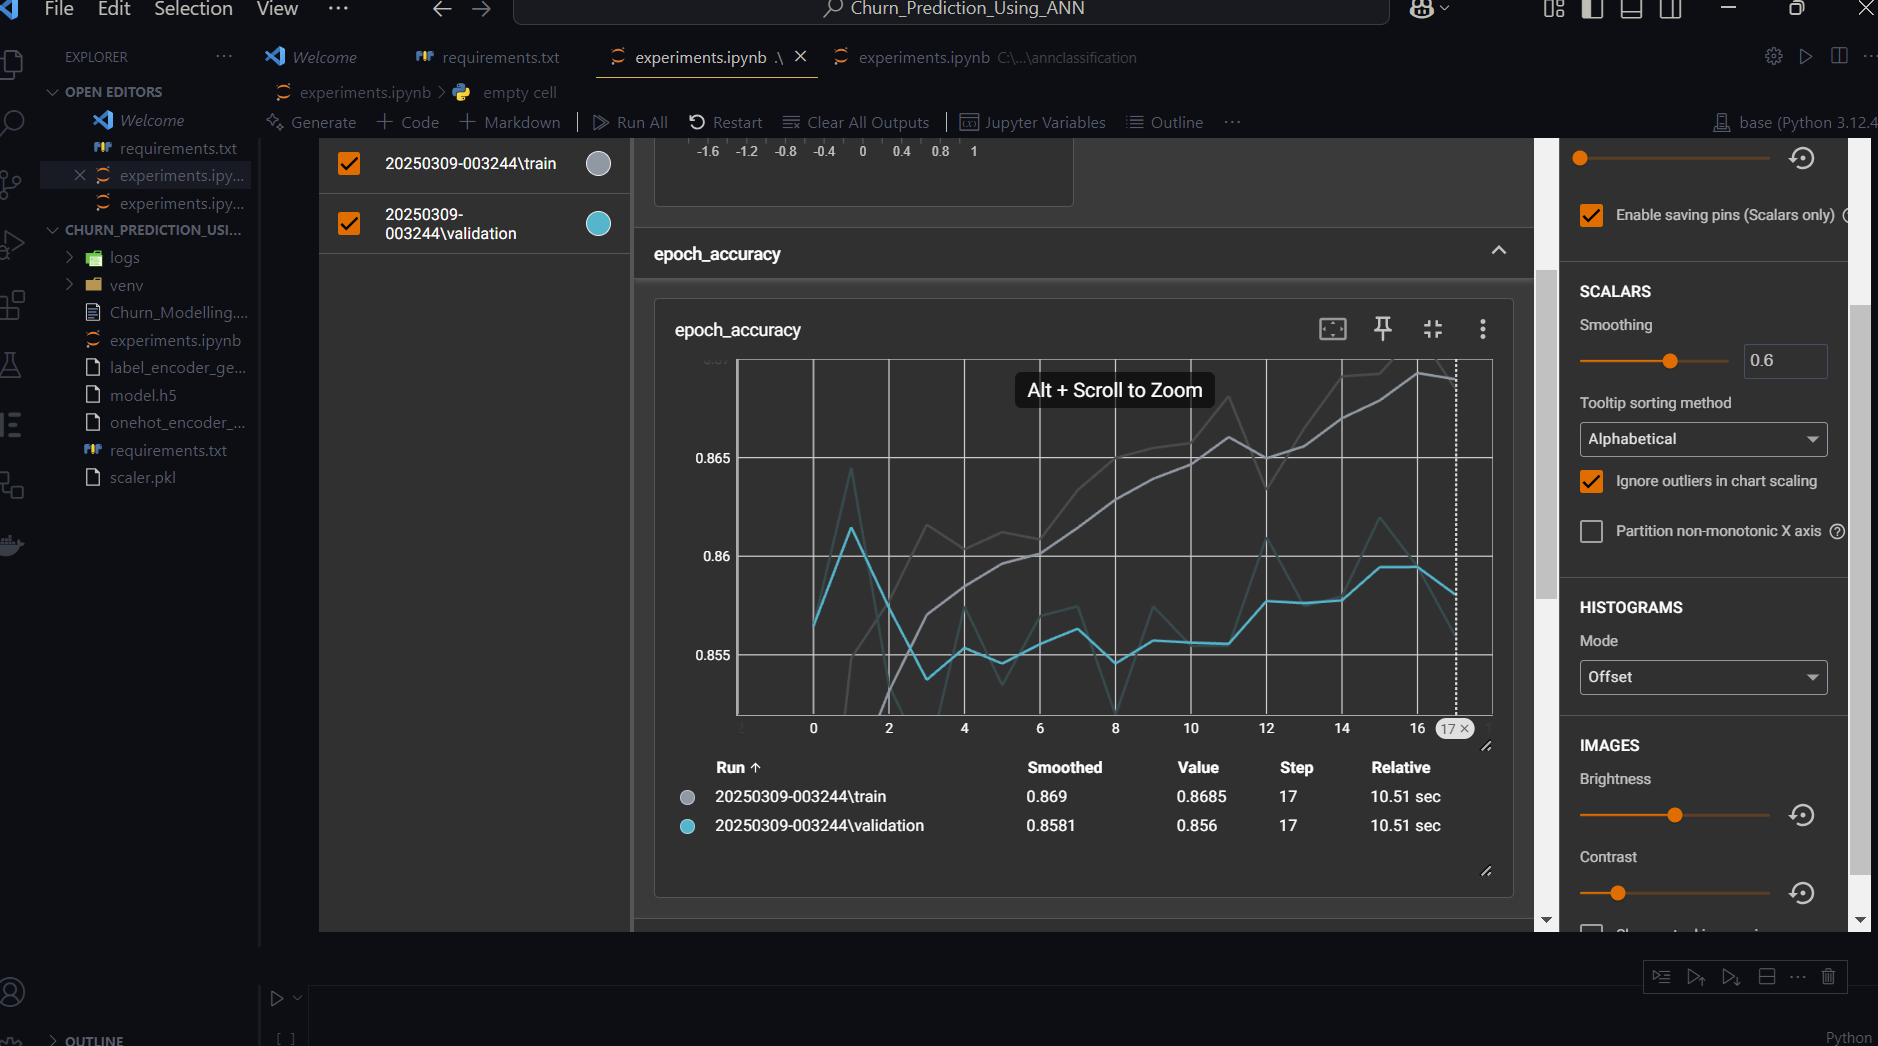 File Edit Selection View ···
Churn_Prediction_Using_ANN
EXPLORER ···
Welcome
requirements.txt
experiments.ipynb .\
experiments.ipynb C:\...\annclassification
OPEN EDITORS
Welcome
requirements.txt
experiments.ipy...
experiments.ipy...
CHURN_PREDICTION_USI...
logs
venv
Churn_Modelling....
experiments.ipynb
label_encoder_ge...
model.h5
onehot_encoder_...
requirements.txt
scaler.pkl
OUTLINE
experiments.ipynb > empty cell
Generate + Code + Markdown Run All Restart Clear All Outputs Jupyter Variables Outline ···
base (Python 3.12.4
20250309-003244\train
20250309-
003244\validation
-1.6 -1.2 -0.8 -0.4 0 0.4 0.8 1
epoch_accuracy
epoch_accuracy
Alt + Scroll to Zoom
0.865
0.86
0.855
0 2 4 6 8 10 12 14 16 17 ×
Run ↑ Smoothed Value Step Relative
20250309-003244\train 0.869 0.8685 17 10.51 sec
20250309-003244\validation 0.8581 0.856 17 10.51 sec
Enable saving pins (Scalars only)
SCALARS
Smoothing
0.6
Tooltip sorting method
Alphabetical
Ignore outliers in chart scaling
Partition non-monotonic X axis ?
HISTOGRAMS
Mode
Offset
IMAGES
Brightness
Contrast
[ ]
Python